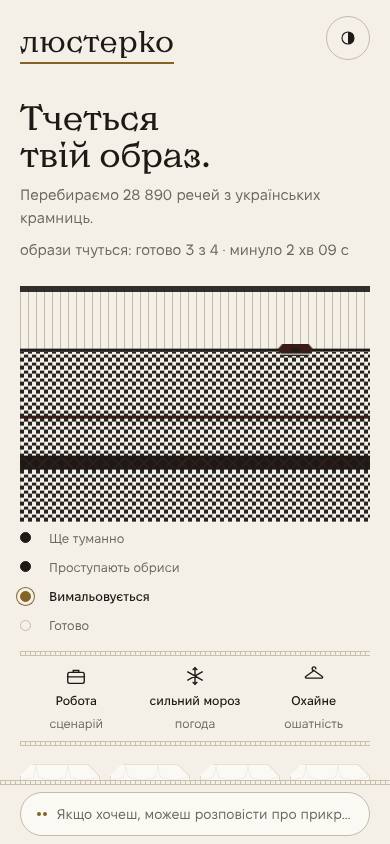 люстерко
Тчеться
твій образ.
Перебираємо 28 890 речей з українських
крамниць.
образи тчуться: готово 3 з 4 · минуло 2 хв 09 с
Ще туманно
Проступають обриси
Вимальовується
Готово
Робота
сильний мороз
Охайне
сценарій
погода
ошатність
Якщо хочеш, можеш розповісти про прикр…